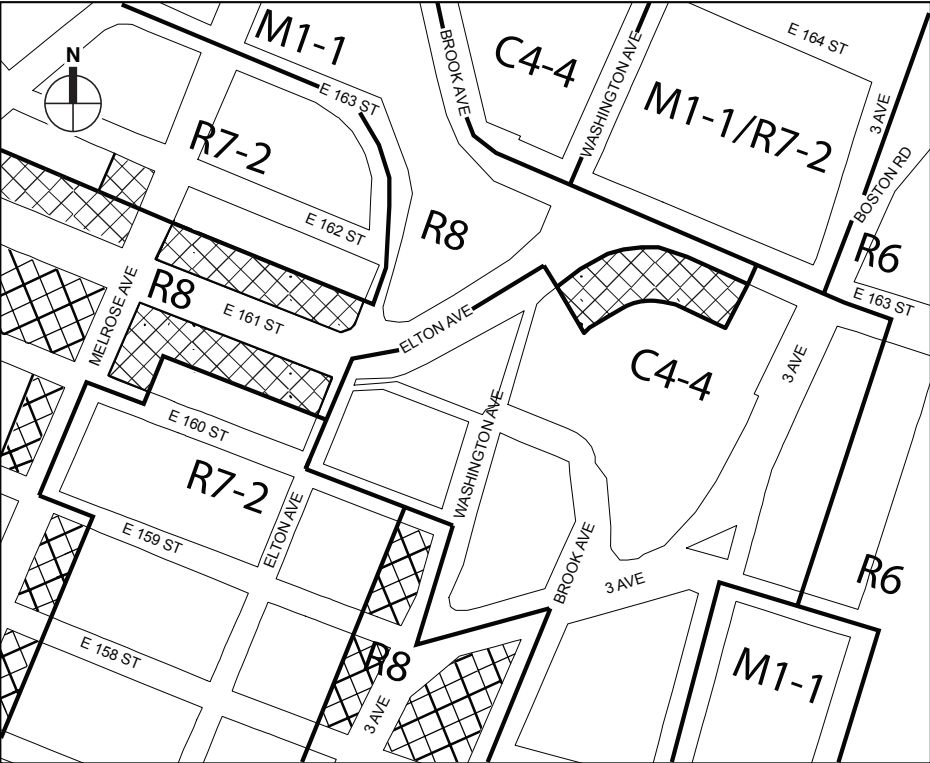 M1-1
E 164 ST
C4-4
BROOK AVE
WASHINGTON AVE
N
E 163 ST
M1-1/R7-2
3 AVE
R7-2
BOSTON RD
E 162 ST
R8
R6
R8
E 163 ST
E 161 ST
MELROSE AVE
ELTON AVE
C4-4
3 AVE
E 160 ST
WASHINGTON AVE
R7-2
ELTON AVE
E 159 ST
BROOK AVE
3 AVE
R6
E 158 ST
R8
M1-1
3 AVE